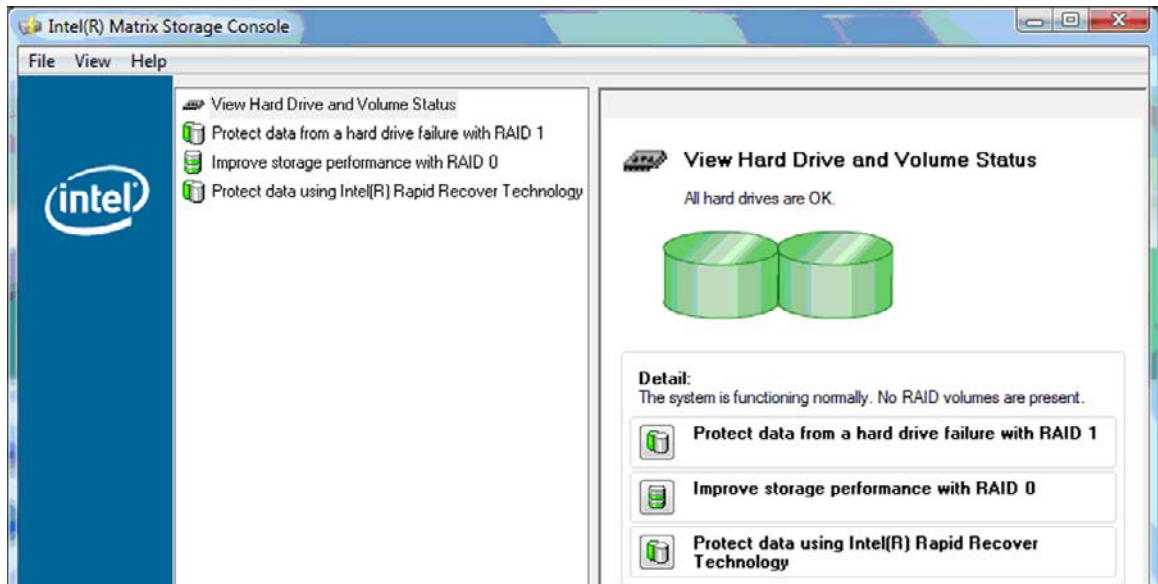 Intel(R) Matrix Storage Console
File View Help
intel
View Hard Drive and Volume Status
Protect data from a hard drive failure with RAID 1
Improve storage performance with RAID 0
Protect data using Intel(R) Rapid Recover Technology
View Hard Drive and Volume Status
All hard drives are OK.
Detail:
The system is functioning normally. No RAID volumes are present.
Protect data from a hard drive failure with RAID 1
Improve storage performance with RAID 0
Protect data using Intel(R) Rapid Recover
Technology